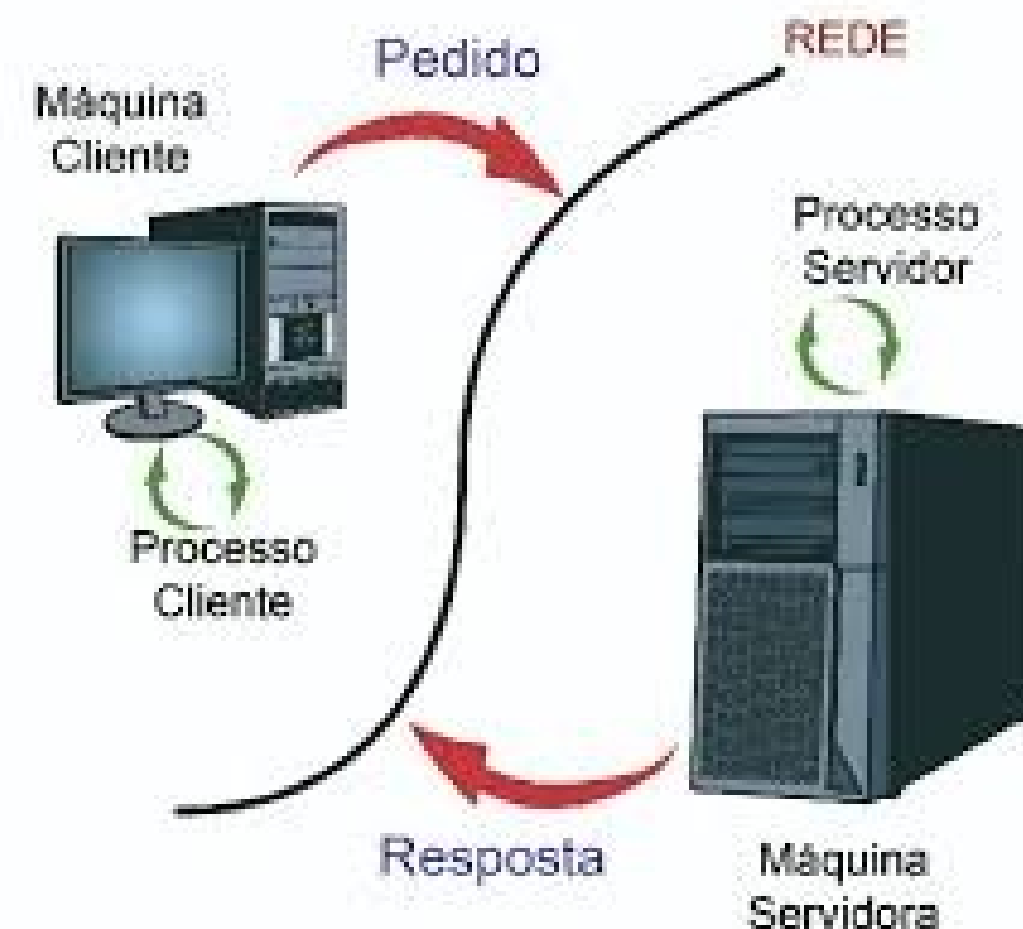 Pedido
REDE
Máquina
Cliente
Processo
Servidor
Processo
Cliente
Resposta
Máquina
Servidora